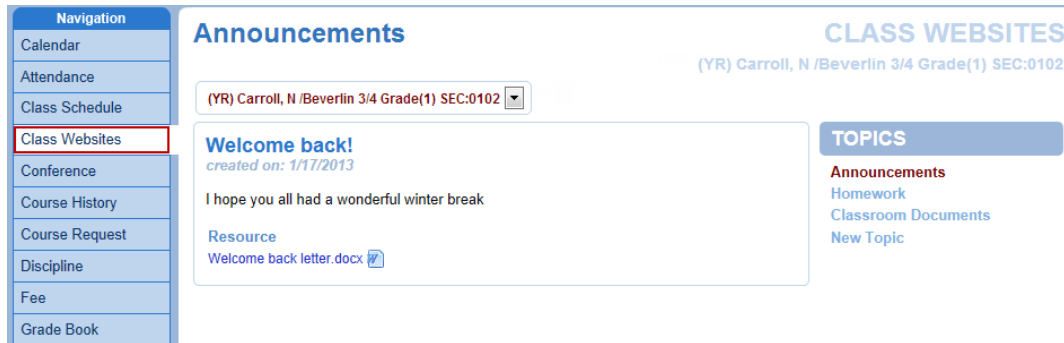 Navigation
Calendar
Attendance
Class Schedule
Class Websites
Conference
Course History
Course Request
Discipline
Fee
Grade Book
Announcements
CLASS WEBSITES
(YR) Carroll, N /Beverlin 3/4 Grade(1) SEC:0102
(YR) Carroll, N /Beverlin 3/4 Grade(1) SEC:0102
Welcome back!
created on: 1/17/2013
I hope you all had a wonderful winter break
Resource
Welcome back letter.docx
TOPICS
Announcements
Homework
Classroom Documents
New Topic